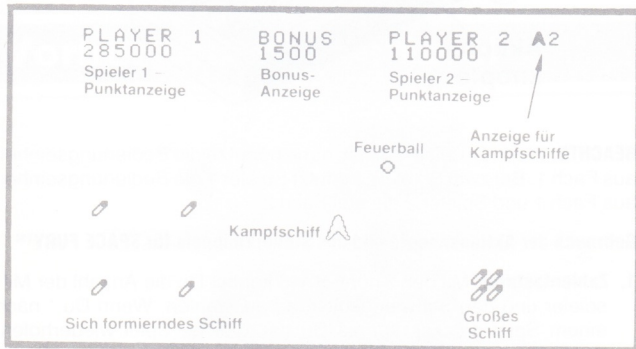 PLAYER 1
285000
Spieler 1 –
Punktanzeige
BONUS
1500
Bonus-
Anzeige
PLAYER 2 A2
110000
Spieler 2 –
Punktanzeige
Anzeige für
Kampfschiffe
Feuerball
Kampfschiff
Sich formierndes Schiff
Großes
Schiff